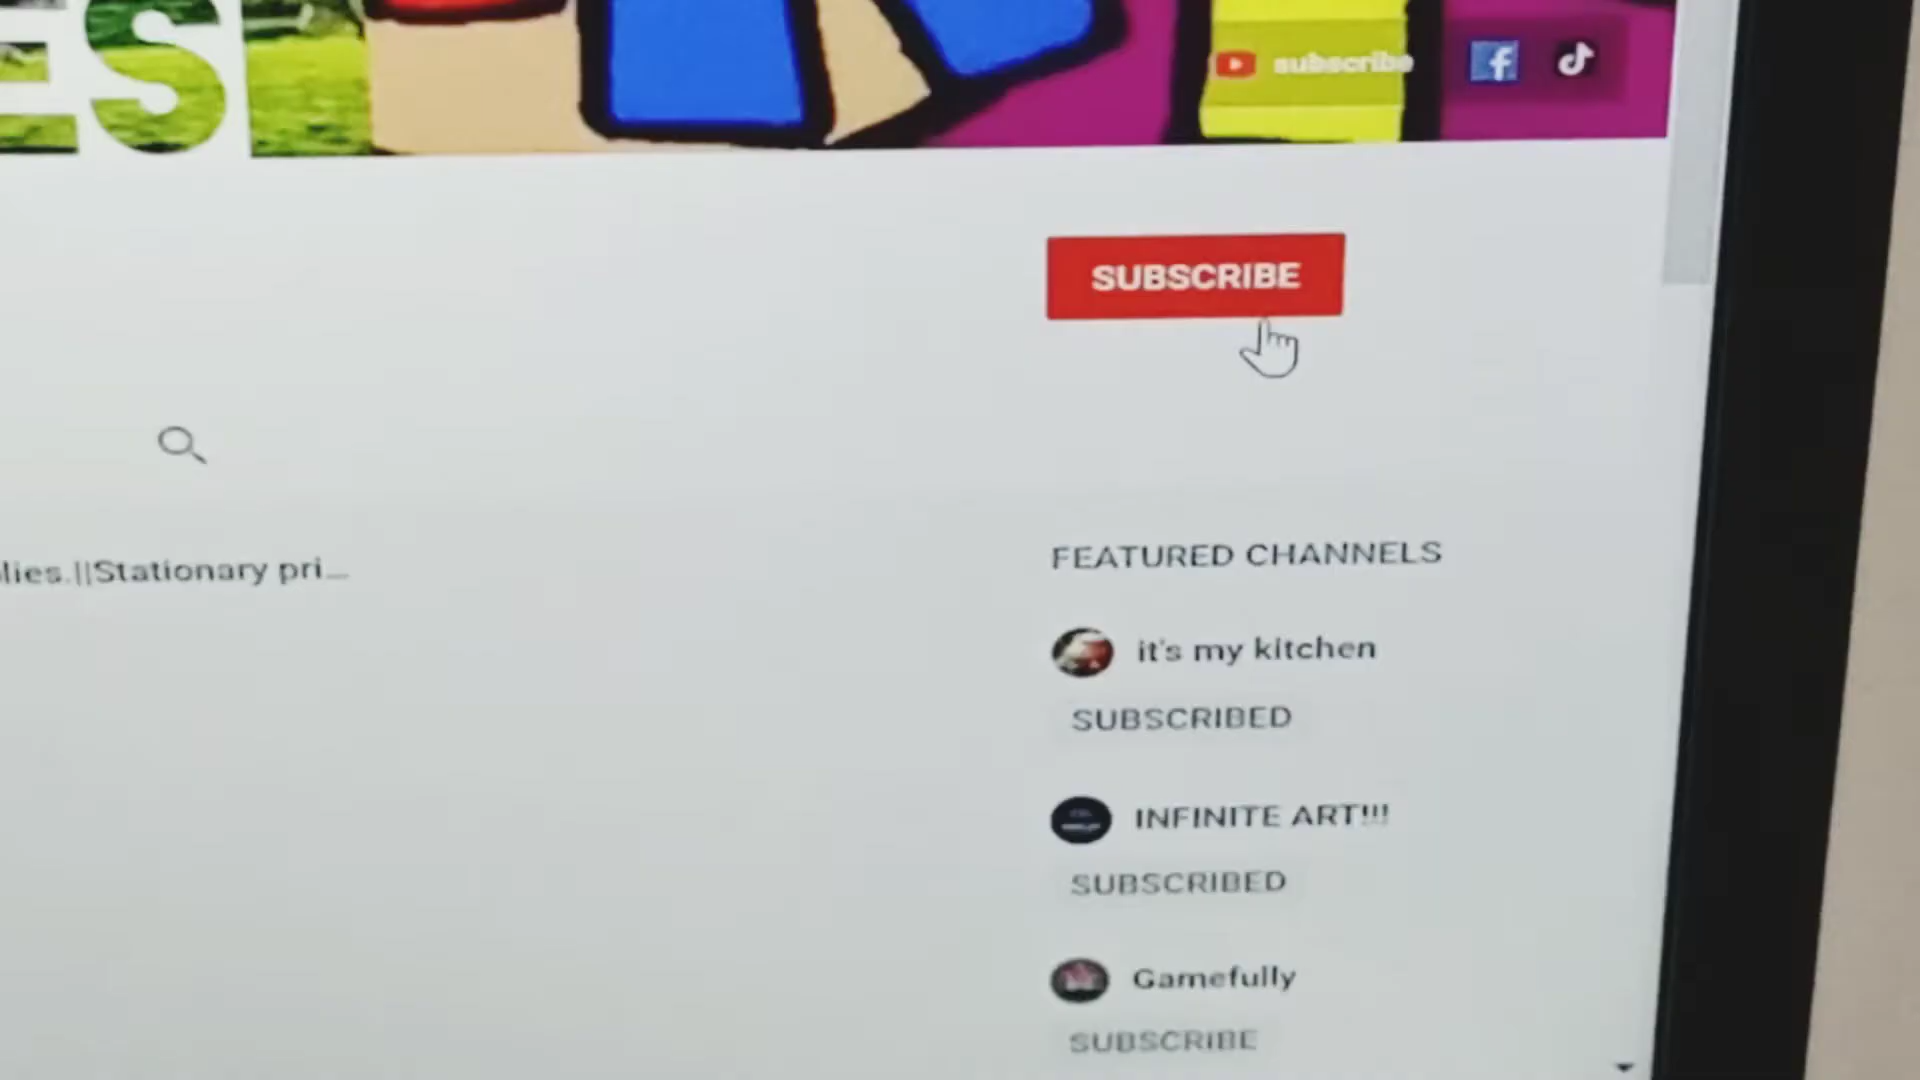 ES
subscribe
SUBSCRIBE
lies.||Stationary pri...
FEATURED CHANNELS
it's my kitchen
SUBSCRIBED
INFINITE ART!!!
SUBSCRIBED
Gamefully
SUBSCRIBE